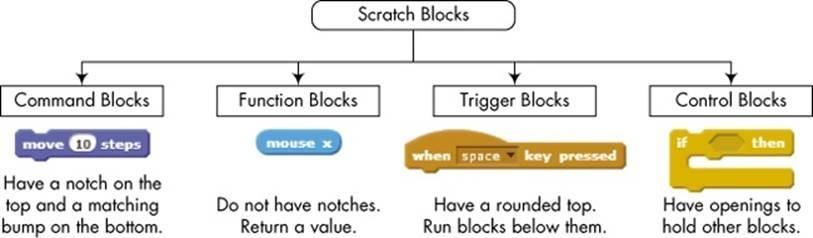 Scratch Blocks
Command Blocks
Function Blocks
Trigger Blocks
Control Blocks
move 10 steps
mouse x
when space key pressed
if then
Have a notch on the
top and a matching
bump on the bottom.
Do not have notches.
Return a value.
Have a rounded top.
Run blocks below them.
Have openings to
hold other blocks.